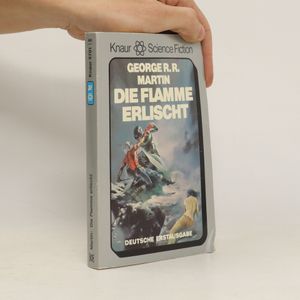 Knaur Science Fiction
GEORGE R.R.
MARTIN
DIE FLAMME
ERLISCHT
DEUTSCHE ERSTAUSGABE
Martin · Die Flamme erlischt